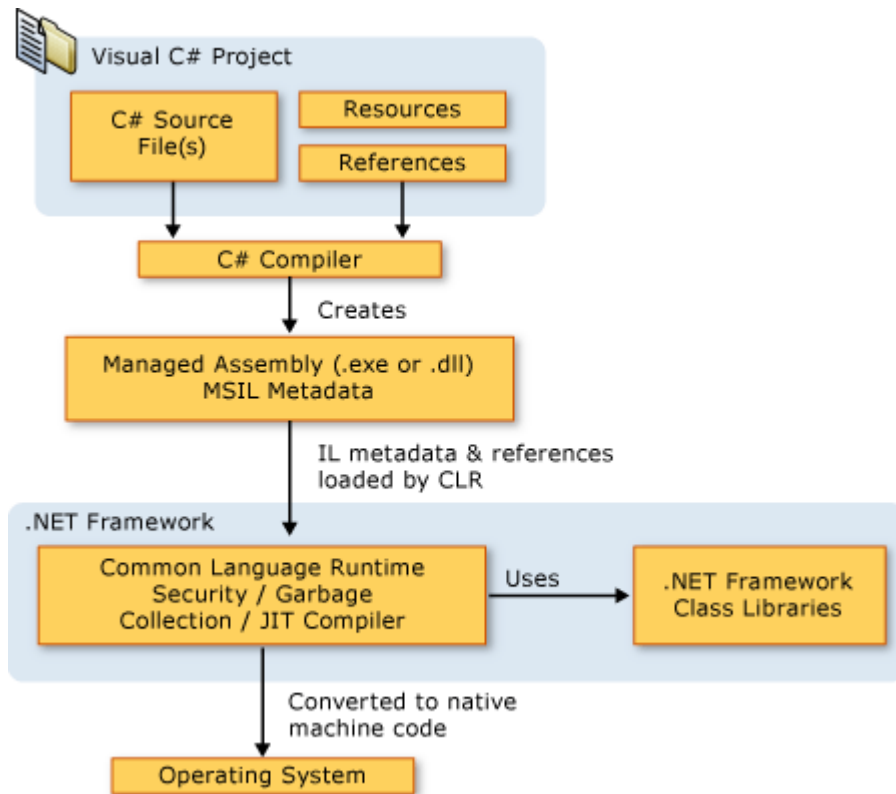 Visual C# Project
C# Source
File(s)
Resources
References
C# Compiler
Creates
Managed Assembly (.exe or .dll)
MSIL Metadata
IL metadata & references
loaded by CLR
.NET Framework
Common Language Runtime
Security / Garbage
Collection / JIT Compiler
Uses
.NET Framework
Class Libraries
Converted to native
machine code
Operating System